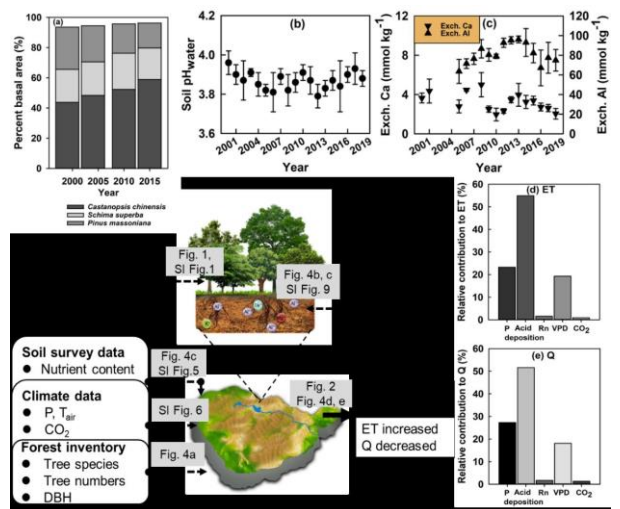 (a)
Percent basal area (%)
100
80
60
40
20
0
2000 2005 2010 2015
Year
Castanopsis chinensis
Schima superba
Pinus massoniana
(b)
Soil pHwater
4.2
4.0
3.8
3.6
2001 2004 2007 2010 2013 2016 2019
Year
(c)
Exch. Ca
Exch. Al
Exch. Ca (mmol kg-1)
12
8
4
0
Exch. Al (mmol kg-1)
120
100
80
60
40
20
0
2001 2004 2007 2010 2013 2016 2019
Year
Fig. 1,
SI Fig.1
Fig. 4b, c
SI Fig. 9
Soil survey data
● Nutrient content
Climate data
● P, Tair
● CO2
Forest inventory
● Tree species
● Tree numbers
● DBH
Fig. 4c
SI Fig.5
SI Fig. 6
Fig. 4a
Fig. 2
Fig. 4d, e
ET increased
Q decreased
(d) ET
Relative contribution to ET (%)
60
50
40
30
20
10
0
P Acid Rn VPD CO2
deposition
(e) Q
Relative contribution to Q (%)
60
50
40
30
20
10
0
P Acid Rn VPD CO2
deposition